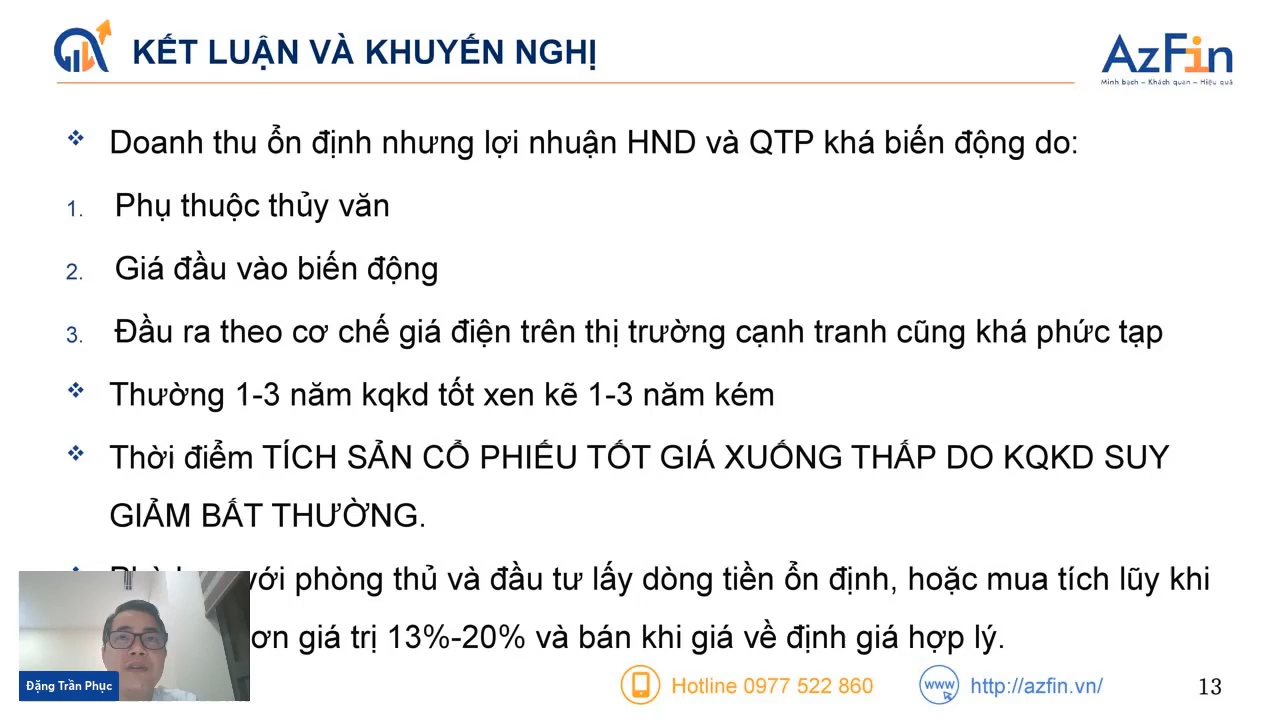 KẾT LUẬN VÀ KHUYẾN NGHỊ
AzFin
Minh bạch – Khách quan – Hiệu quả
❖ Doanh thu ổn định nhưng lợi nhuận HND và QTP khá biến động do:
1. Phụ thuộc thủy văn
2. Giá đầu vào biến động
3. Đầu ra theo cơ chế giá điện trên thị trường cạnh tranh cũng khá phức tạp
❖ Thường 1-3 năm kqkd tốt xen kẽ 1-3 năm kém
❖ Thời điểm TÍCH SẢN CỔ PHIẾU TỐT GIÁ XUỐNG THẤP DO KQKD SUY
GIẢM BẤT THƯỜNG.
với phòng thủ và đầu tư lấy dòng tiền ổn định, hoặc mua tích lũy khi
giá trị 13%-20% và bán khi giá về định giá hợp lý.
Đặng Trần Phục
Hotline 0977 522 860
www
http://azfin.vn/
13